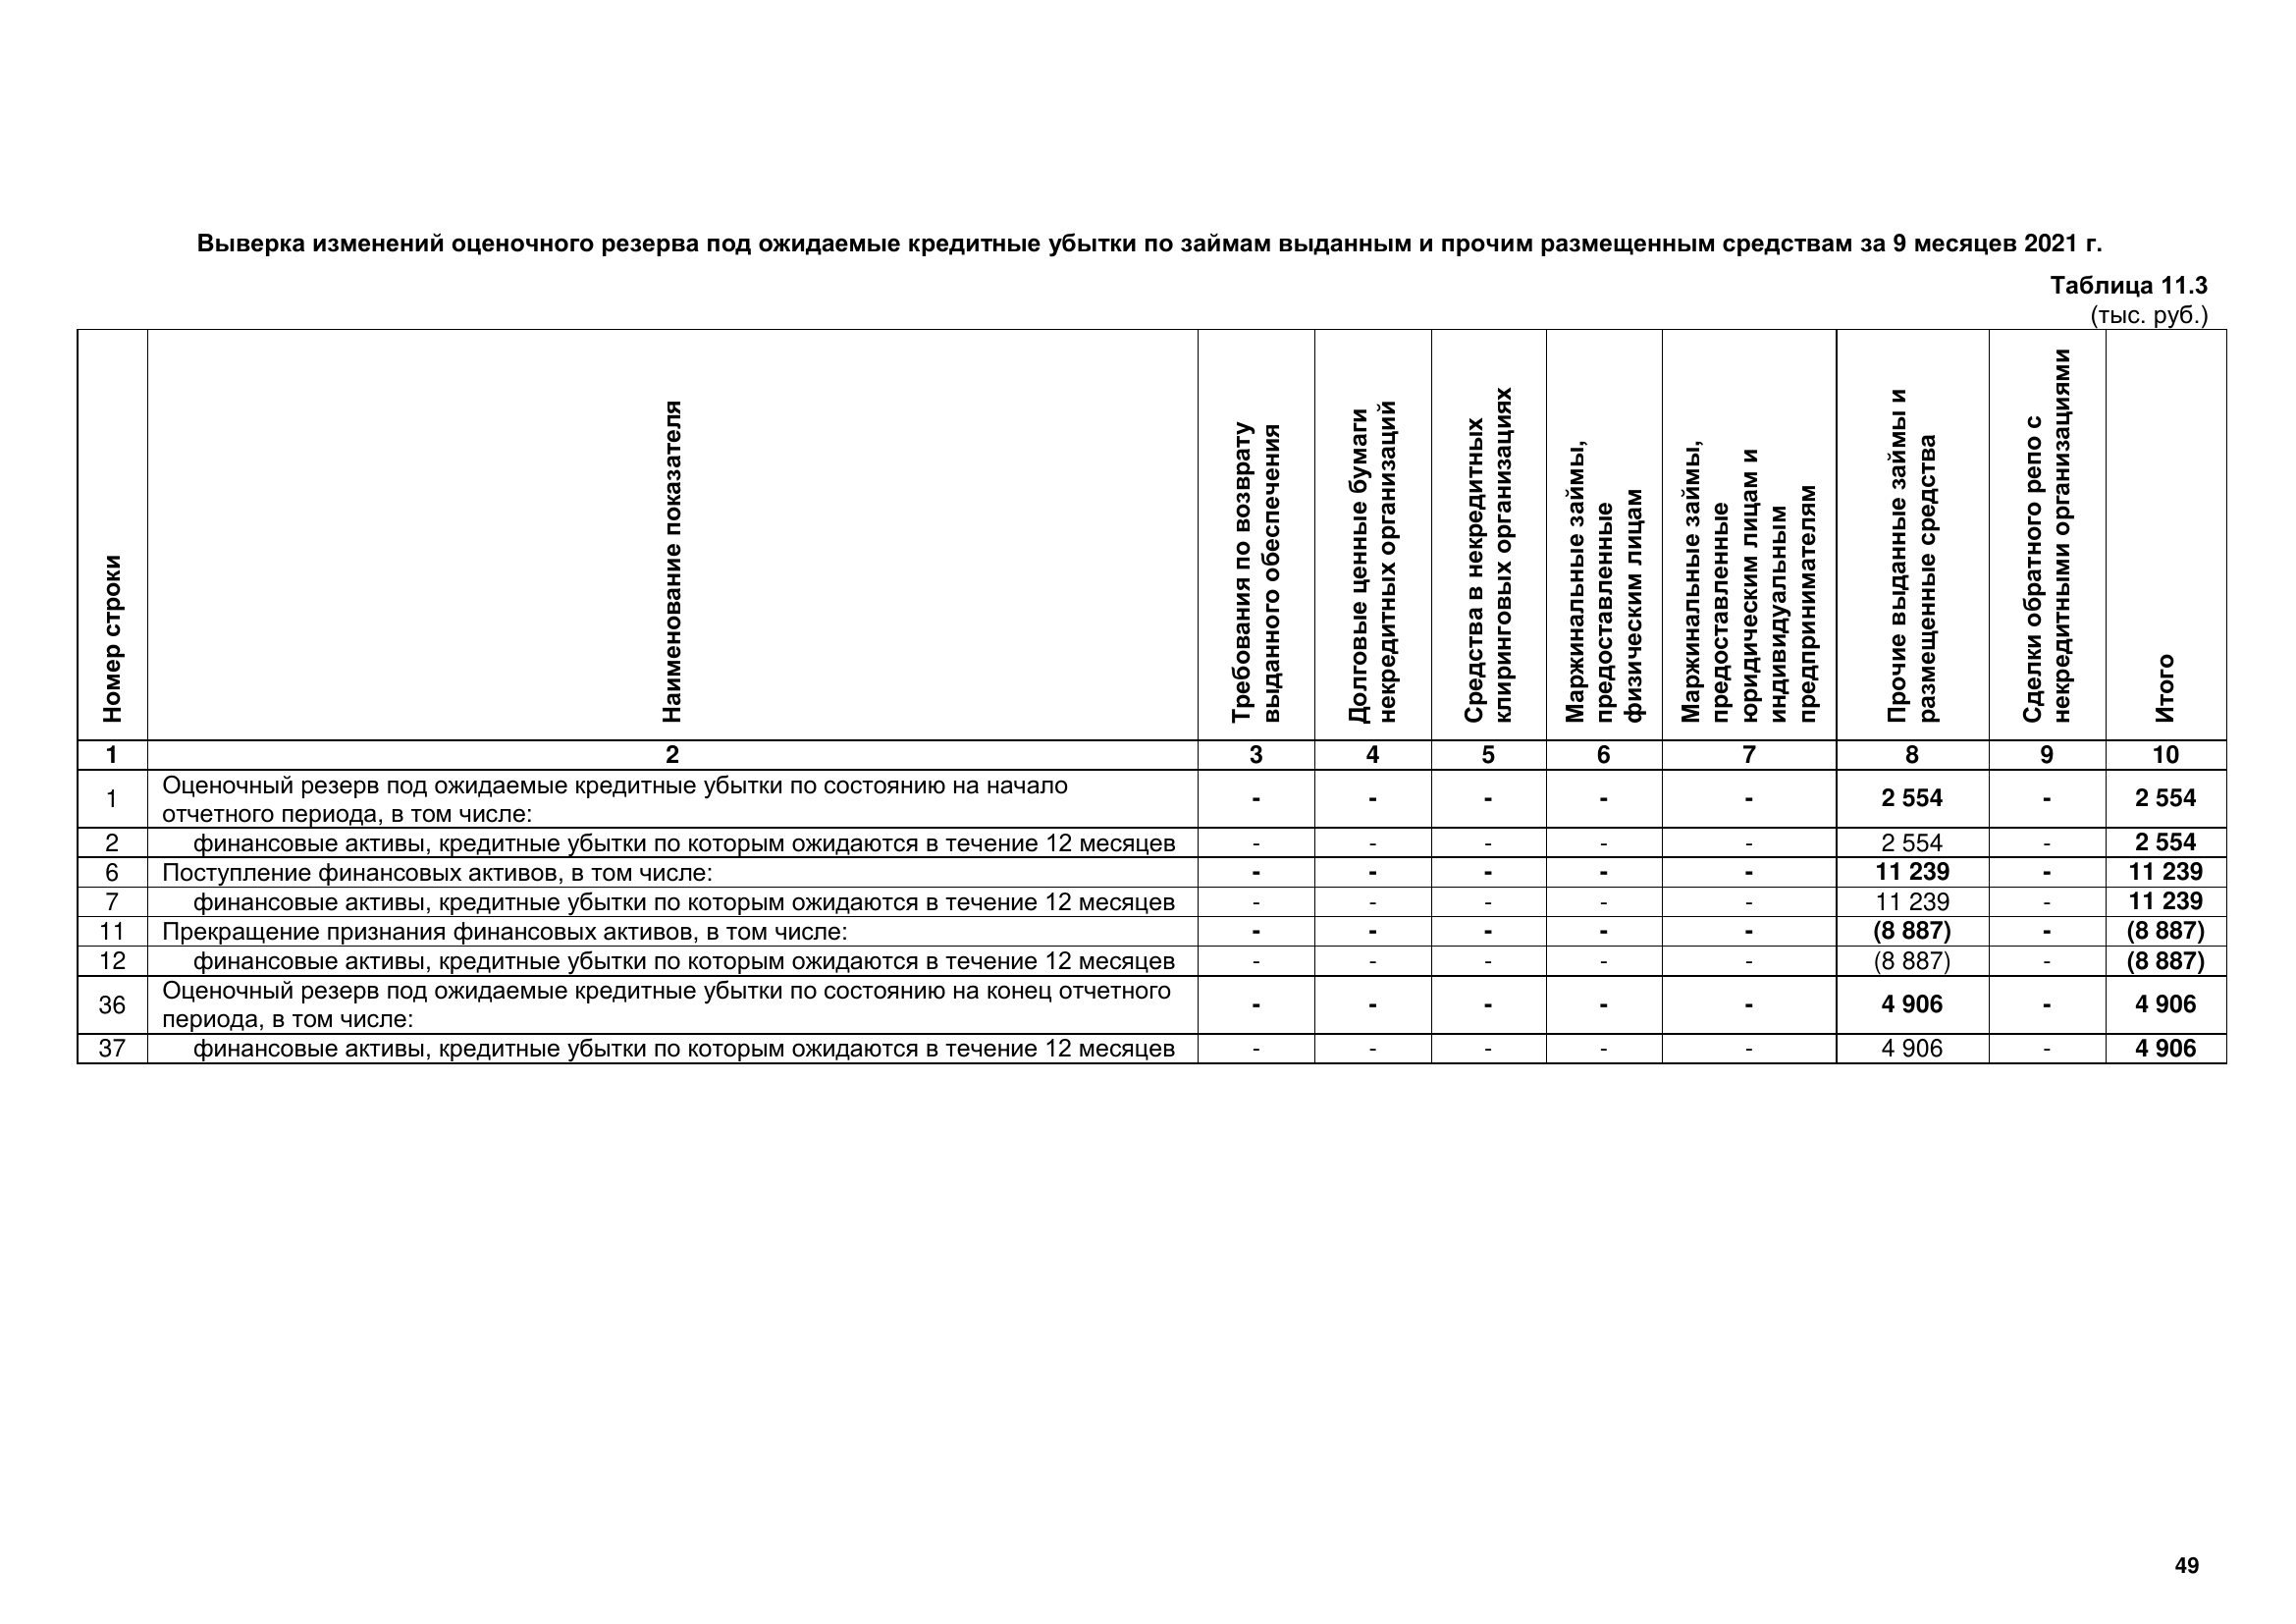 Выверка изменений оценочного резерва под ожидаемые кредитные убытки по займам выданным и прочим размещенным средствам за 9 месяцев 2021 г.
Таблица 11.3
(тыс. руб.)
Номер строки
Наименование показателя
Требования по возврату
выданного обеспечения
Долговые ценные бумаги
некредитных организаций
Средства в некредитных
клиринговых организациях
Маржинальные займы,
предоставленные
физическим лицам
Маржинальные займы,
предоставленные
юридическим лицам и
индивидуальным
предпринимателям
Прочие выданные займы и
размещенные средства
Сделки обратного репо с
некредитными организациями
Итого
1 2 3 4 5 6 7 8 9 10
1 Оценочный резерв под ожидаемые кредитные убытки по состоянию на начало
отчетного периода, в том числе: - - - - - 2 554 - 2 554
2 финансовые активы, кредитные убытки по которым ожидаются в течение 12 месяцев - - - - - 2 554 - 2 554
6 Поступление финансовых активов, в том числе: - - - - - 11 239 - 11 239
7 финансовые активы, кредитные убытки по которым ожидаются в течение 12 месяцев - - - - - 11 239 - 11 239
11 Прекращение признания финансовых активов, в том числе: - - - - - (8 887) - (8 887)
12 финансовые активы, кредитные убытки по которым ожидаются в течение 12 месяцев - - - - - (8 887) - (8 887)
36 Оценочный резерв под ожидаемые кредитные убытки по состоянию на конец отчетного
периода, в том числе: - - - - - 4 906 - 4 906
37 финансовые активы, кредитные убытки по которым ожидаются в течение 12 месяцев - - - - - 4 906 - 4 906
49